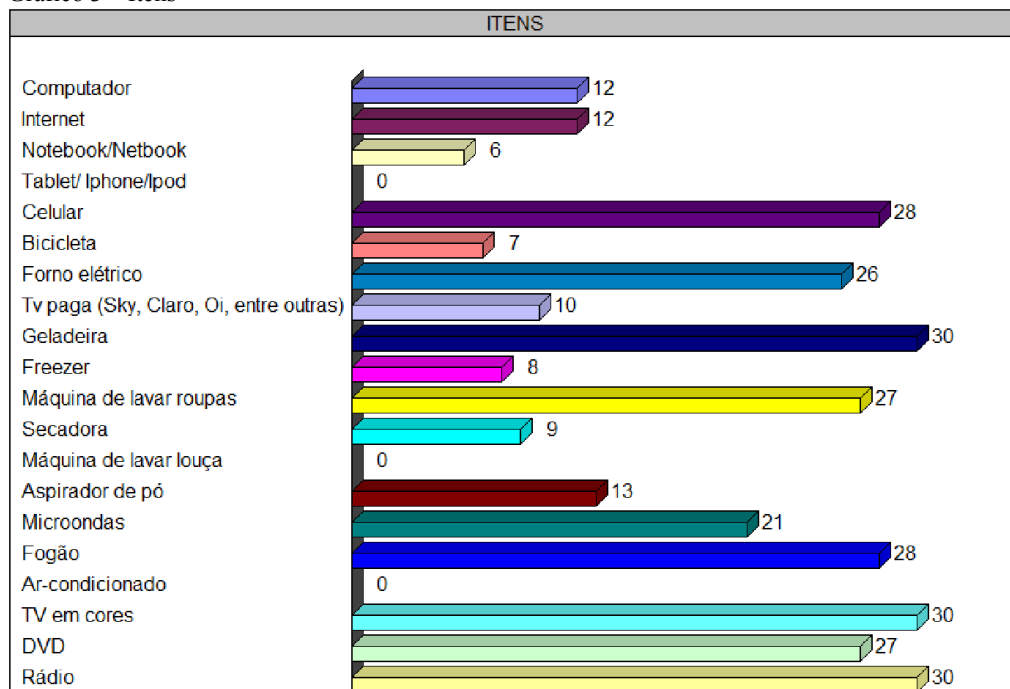 ITENS
Computador 12
Internet 12
Notebook/Netbook 6
Tablet/ Iphone/Ipod 0
Celular 28
Bicicleta 7
Forno elétrico 26
Tv paga (Sky, Claro, Oi, entre outras) 10
Geladeira 30
Freezer 8
Máquina de lavar roupas 27
Secadora 9
Máquina de lavar louça 0
Aspirador de pó 13
Microondas 21
Fogão 28
Ar-condicionado 0
TV em cores 30
DVD 27
Rádio 30